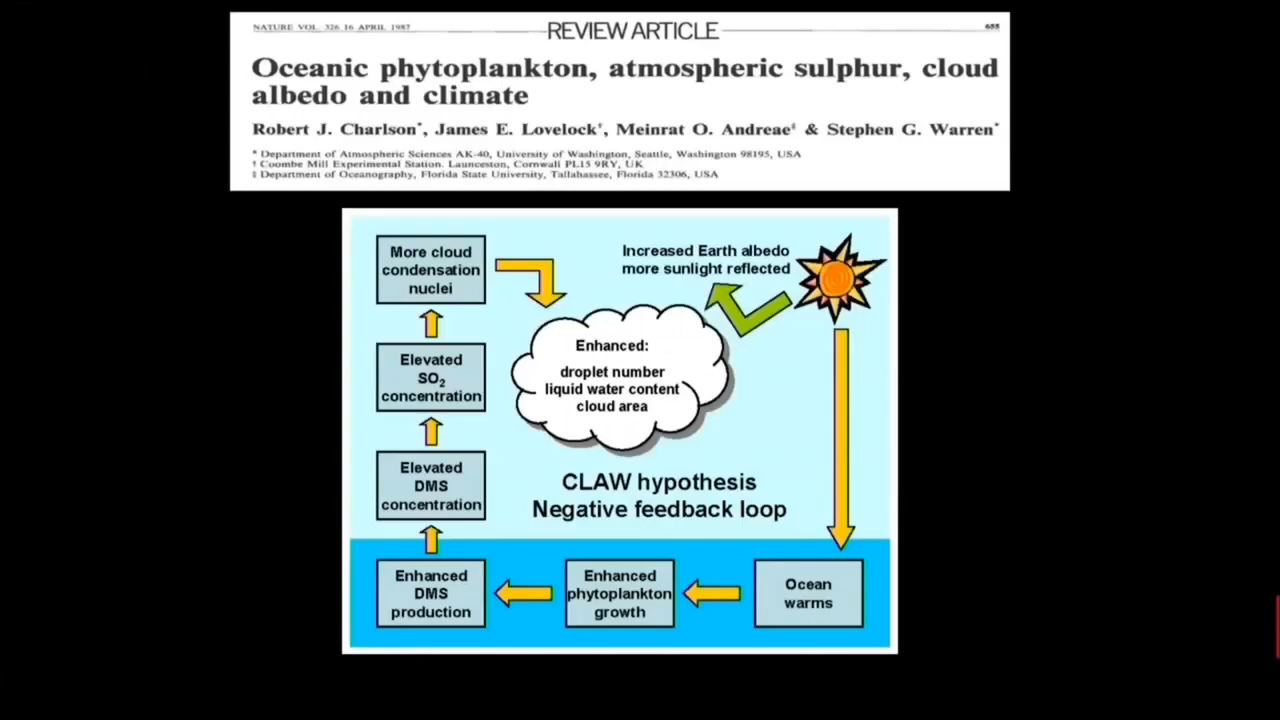 NATURE VOL. 326 16 APRIL 1987
REVIEW ARTICLE
655
Oceanic phytoplankton, atmospheric sulphur, cloud
albedo and climate
Robert J. Charlson*, James E. Lovelock†, Meinrat O. Andreae‡ & Stephen G. Warren*
* Department of Atmospheric Sciences AK-40, University of Washington, Seattle, Washington 98195, USA
† Coombe Mill Experimental Station. Launceston, Cornwall PL15 9RY, UK
‡ Department of Oceanography, Florida State University, Tallahassee, Florida 32306, USA
More cloud
condensation
nuclei
Increased Earth albedo
more sunlight reflected
Enhanced:
droplet number
liquid water content
cloud area
Elevated
SO₂
concentration
Elevated
DMS
concentration
CLAW hypothesis
Negative feedback loop
Enhanced
DMS
production
Enhanced
phytoplankton
growth
Ocean
warms